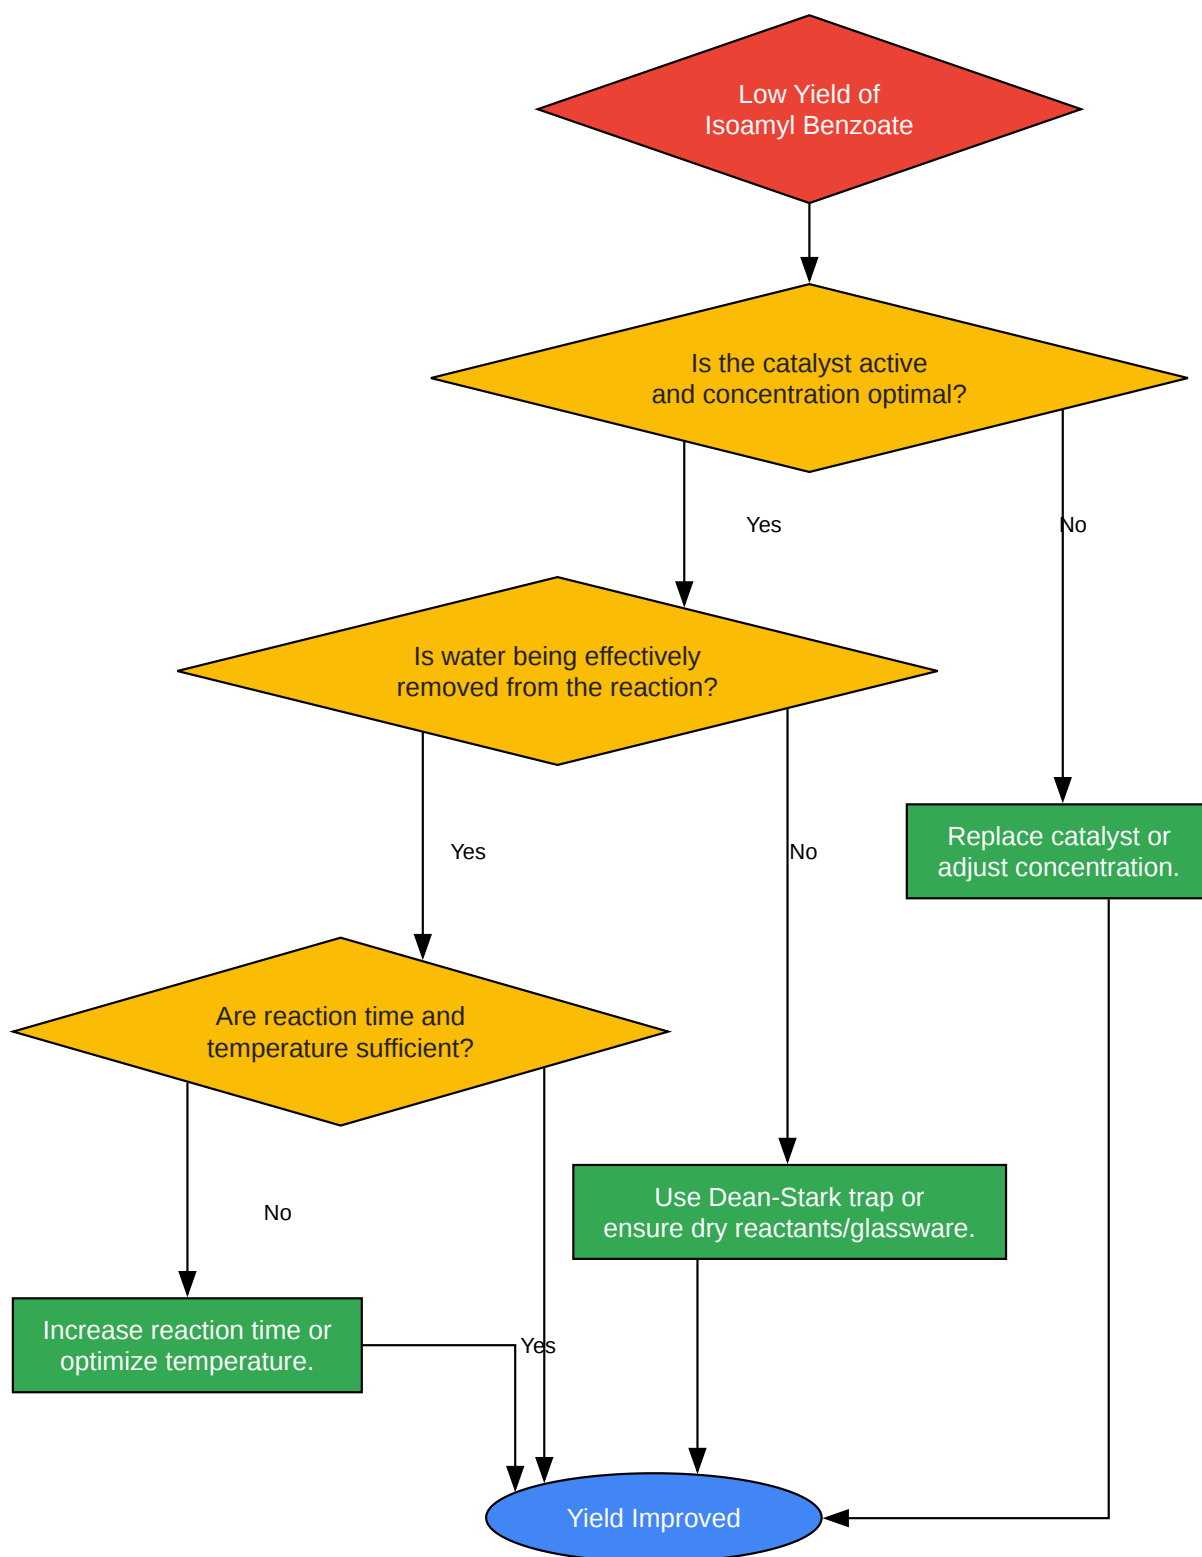 Low Yield of
Isoamyl Benzoate
Is the catalyst active
and concentration optimal?
Yes
No
Is water being effectively
removed from the reaction?
Yes
No
Replace catalyst or
adjust concentration.
Are reaction time and
temperature sufficient?
No
Use Dean-Stark trap or
ensure dry reactants/glassware.
Increase reaction time or
optimize temperature.
Yes
Yield Improved